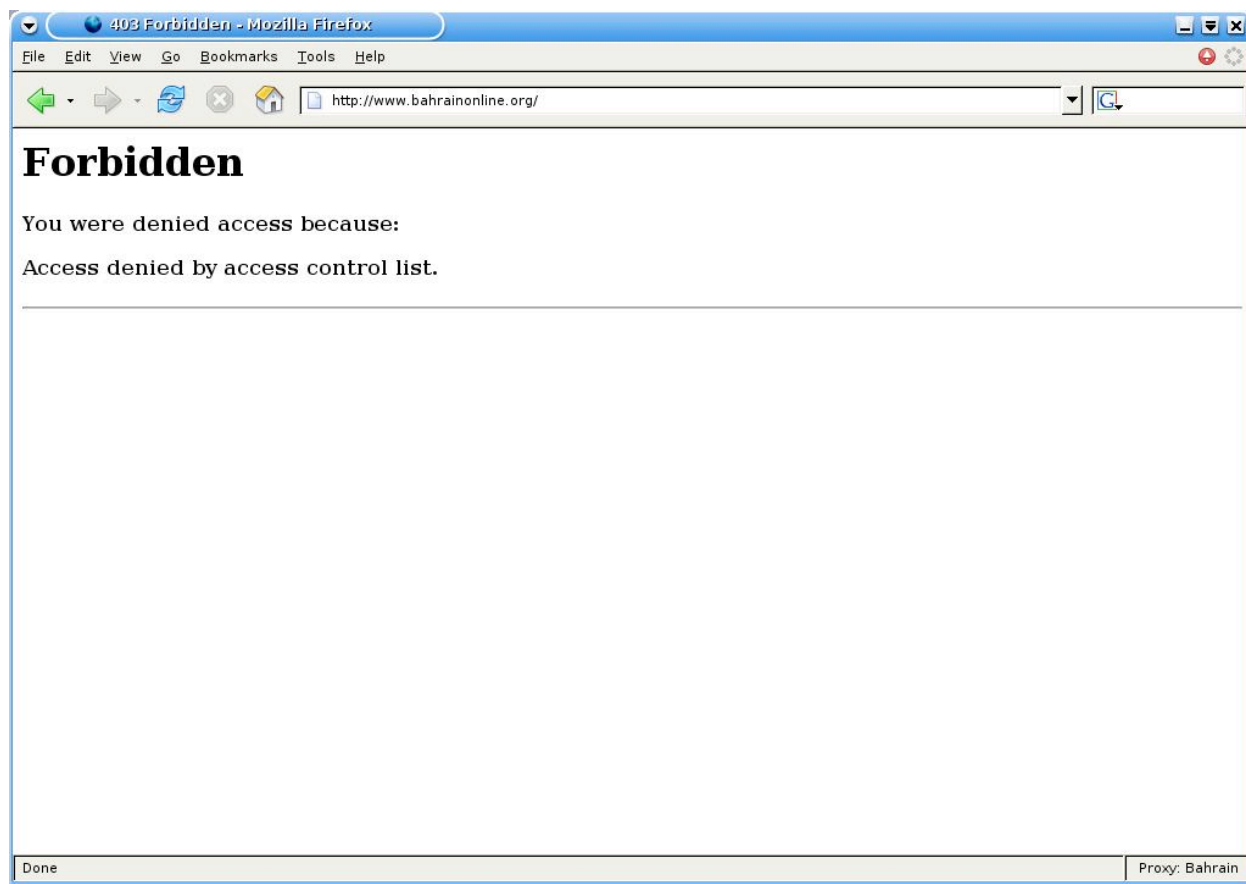 403 Forbidden - Mozilla Firefox
File Edit View Go Bookmarks Tools Help
http://www.bahrainonline.org/
G
Forbidden
You were denied access because:
Access denied by access control list.
Done
Proxy: Bahrain